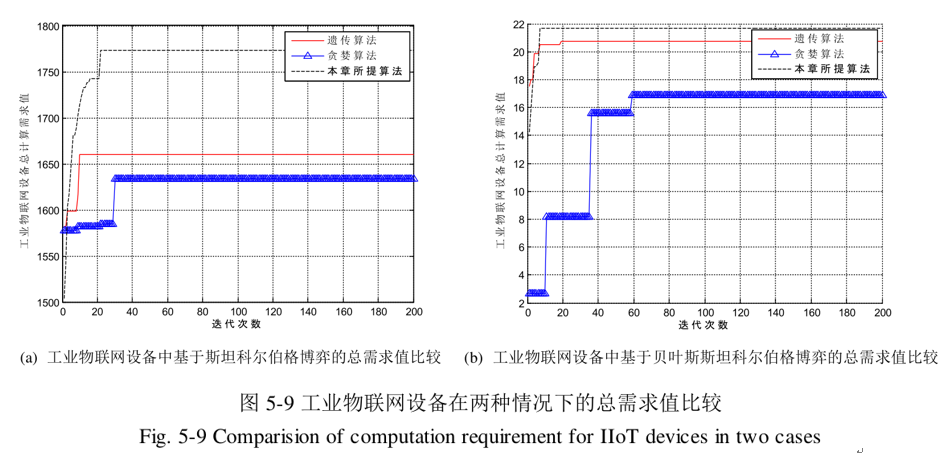 1800
1750
1700
1650
1600
1550
1500
0 20 40 60 80 100 120 140 160 180 200
工业物联网设备总计算需求值
迭代次数
遗传算法
贪婪算法
本章所提算法
22
20
18
16
14
12
10
8
6
4
2
0 20 40 60 80 100 120 140 160 180 200
工业物联网设备总计算需求值
迭代次数
遗传算法
贪婪算法
本章所提算法
(a) 工业物联网设备中基于斯坦科尔伯格博弈的总需求值比较
(b) 工业物联网设备中基于贝叶斯斯坦科尔伯格博弈的总需求值比较
图 5-9 工业物联网设备在两种情况下的总需求值比较
Fig. 5-9 Comparision of computation requirement for IIoT devices in two cases